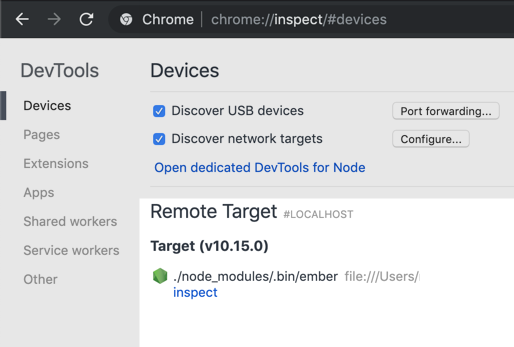 Chrome | chrome://inspect/#devices
DevTools
Devices
Pages
Extensions
Apps
Shared workers
Service workers
Other
Devices
Discover USB devices
Port forwarding...
Discover network targets
Configure...
Open dedicated DevTools for Node
Remote Target #LOCALHOST
Target (v10.15.0)
./node_modules/.bin/ember file:///Users/
inspect